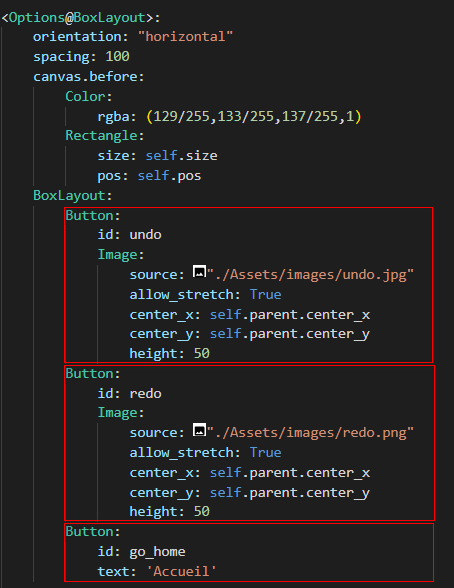 <Options@BoxLayout>:
    orientation: "horizontal"
    spacing: 100
    canvas.before:
        Color:
            rgba: (129/255,133/255,137/255,1)
        Rectangle:
            size: self.size
            pos: self.pos
    BoxLayout:
        Button:
            id: undo
            Image:
                source: "./Assets/images/undo.jpg"
                allow_stretch: True
                center_x: self.parent.center_x
                center_y: self.parent.center_y
                height: 50
        Button:
            id: redo
            Image:
                source: "./Assets/images/redo.png"
                allow_stretch: True
                center_x: self.parent.center_x
                center_y: self.parent.center_y
                height: 50
        Button:
            id: go_home
            text: 'Accueil'